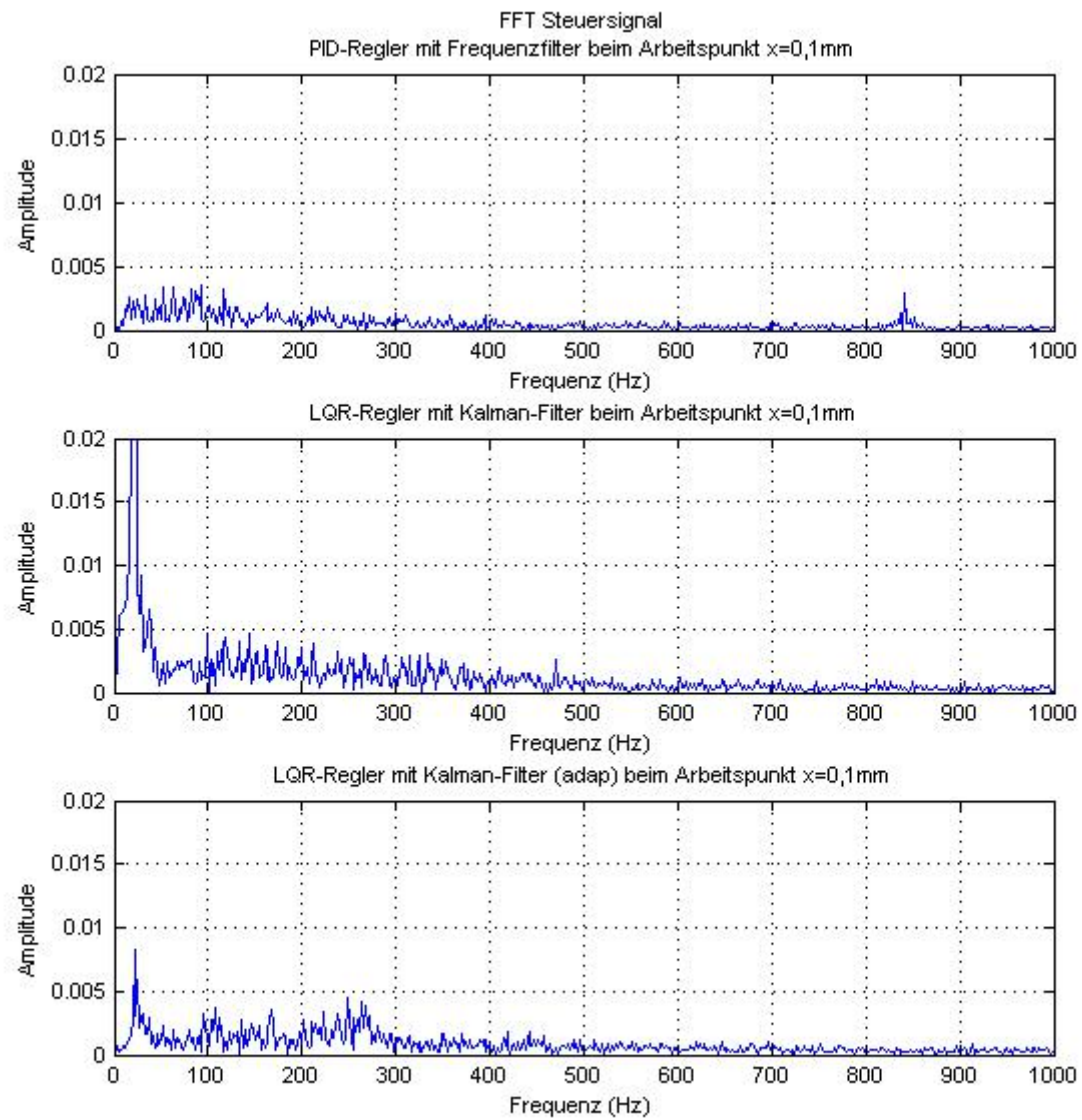 FFT Steuersignal
PID-Regler mit Frequenzfilter beim Arbeitspunkt x=0,1mm
0.02
0.015
0.01
0.005
0
Amplitude
0 100 200 300 400 500 600 700 800 900 1000
Frequenz (Hz)
LQR-Regler mit Kalman-Filter beim Arbeitspunkt x=0,1mm
0.02
0.015
0.01
0.005
0
Amplitude
0 100 200 300 400 500 600 700 800 900 1000
Frequenz (Hz)
LQR-Regler mit Kalman-Filter (adap) beim Arbeitspunkt x=0,1mm
0.02
0.015
0.01
0.005
0
Amplitude
0 100 200 300 400 500 600 700 800 900 1000
Frequenz (Hz)